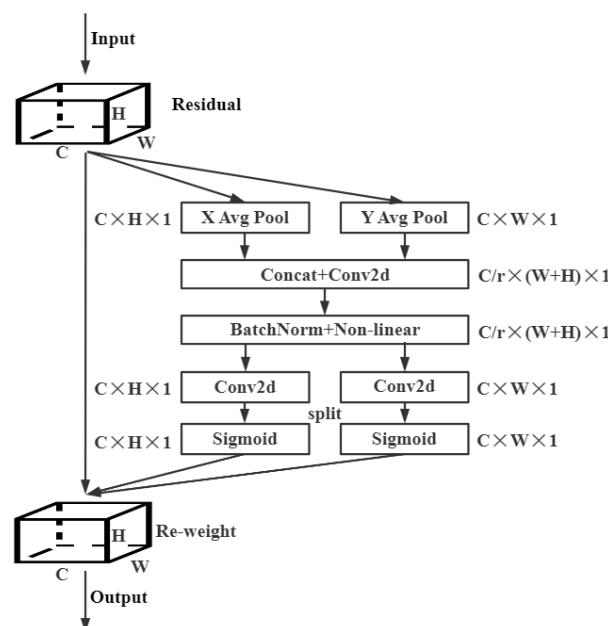 Input
Residual
H
W
C
C×H×1 X Avg Pool Y Avg Pool C×W×1
Concat+Conv2d C/r×(W+H)×1
BatchNorm+Non-linear C/r×(W+H)×1
C×H×1 Conv2d Conv2d C×W×1
split
C×H×1 Sigmoid Sigmoid C×W×1
H Re-weight
C W
Output